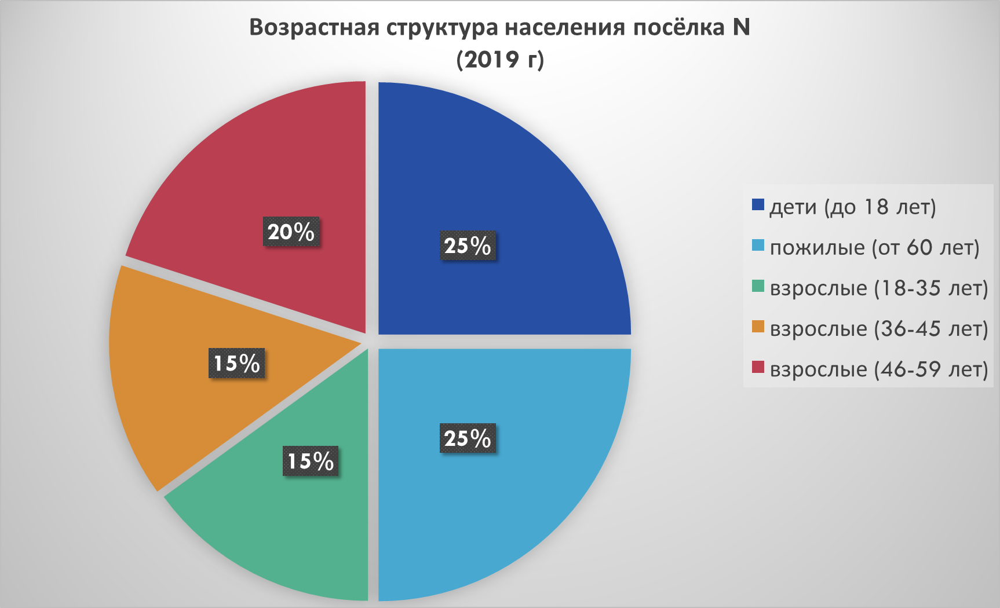 Возрастная структура населения посёлка N
(2019 г)
20%
25%
15%
15%
25%
дети (до 18 лет)
пожилые (от 60 лет)
взрослые (18-35 лет)
взрослые (36-45 лет)
взрослые (46-59 лет)